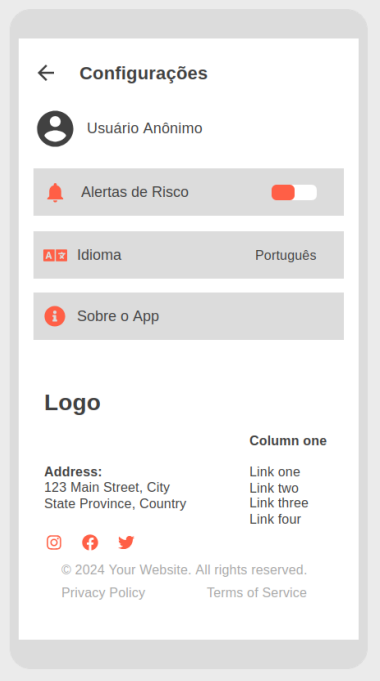 Configurações
Usuário Anônimo
Alertas de Risco
Idioma Português
Sobre o App
Logo
Column one
Address:
123 Main Street, City
State Province, Country
Link one
Link two
Link three
Link four
© 2024 Your Website. All rights reserved.
Privacy Policy Terms of Service